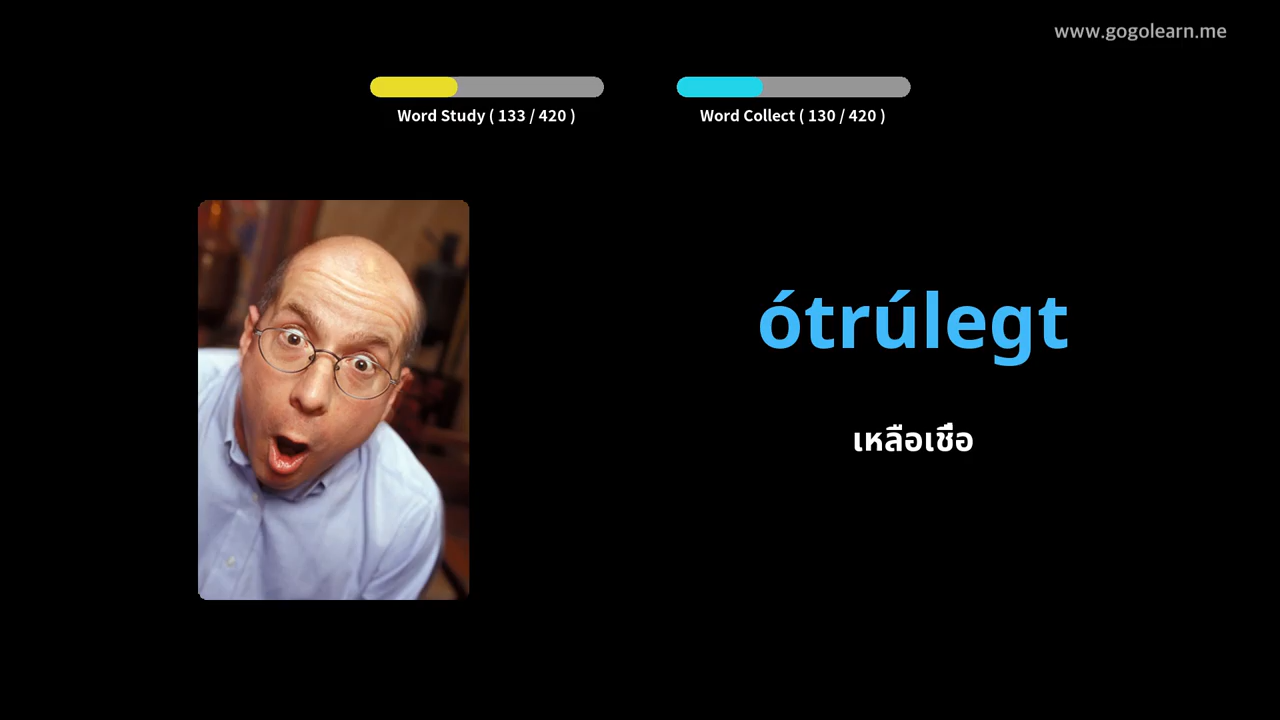 www.gogolearn.me
Word Study ( 133 / 420 )
Word Collect ( 130 / 420 )
ótrúlegt
เหลือเชื่อ